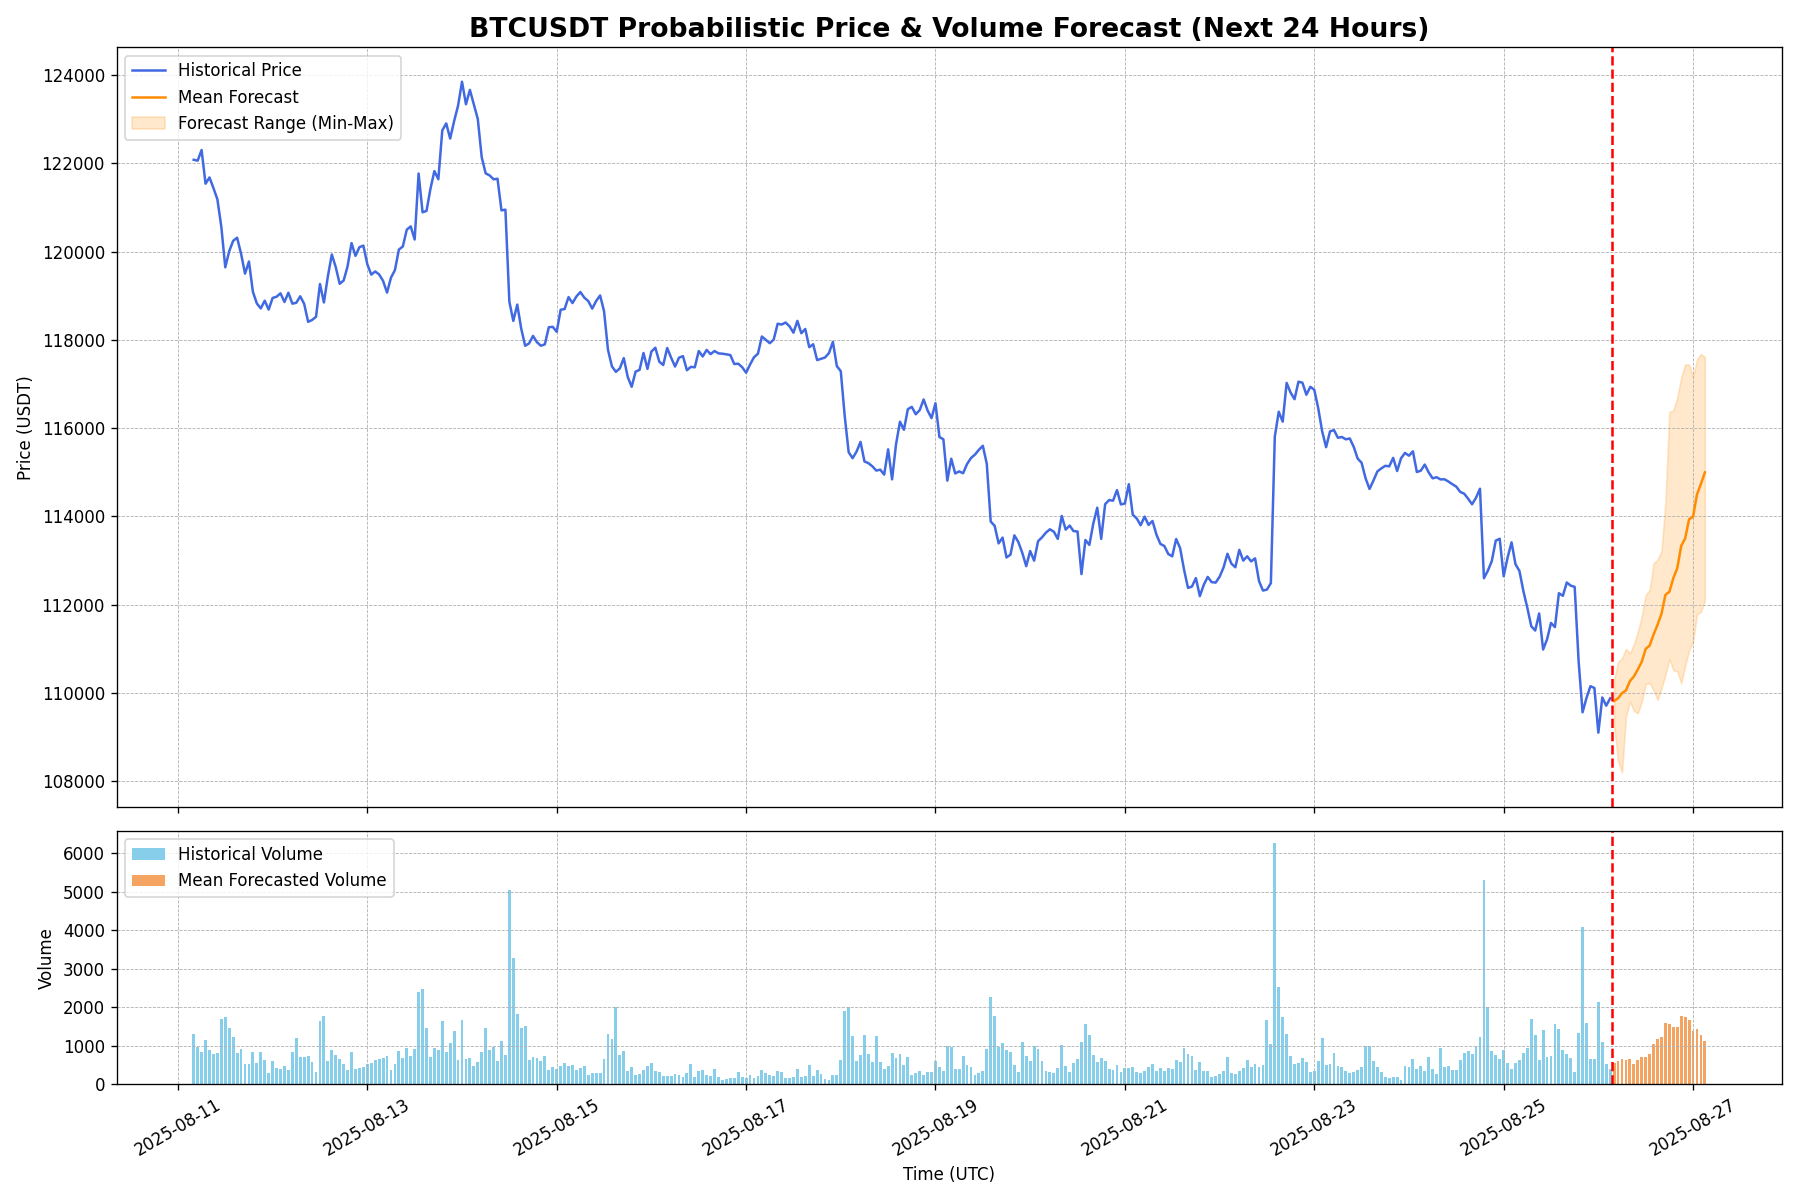 BTCUSDT Probabilistic Price & Volume Forecast (Next 24 Hours)
Historical Price
Mean Forecast
Forecast Range (Min-Max)
124000
122000
120000
118000
116000
114000
112000
110000
108000
Price (USDT)
Historical Volume
Mean Forecasted Volume
6000
5000
4000
3000
2000
1000
0
Volume
2025-08-11
2025-08-13
2025-08-15
2025-08-17
2025-08-19
2025-08-21
2025-08-23
2025-08-25
2025-08-27
Time (UTC)